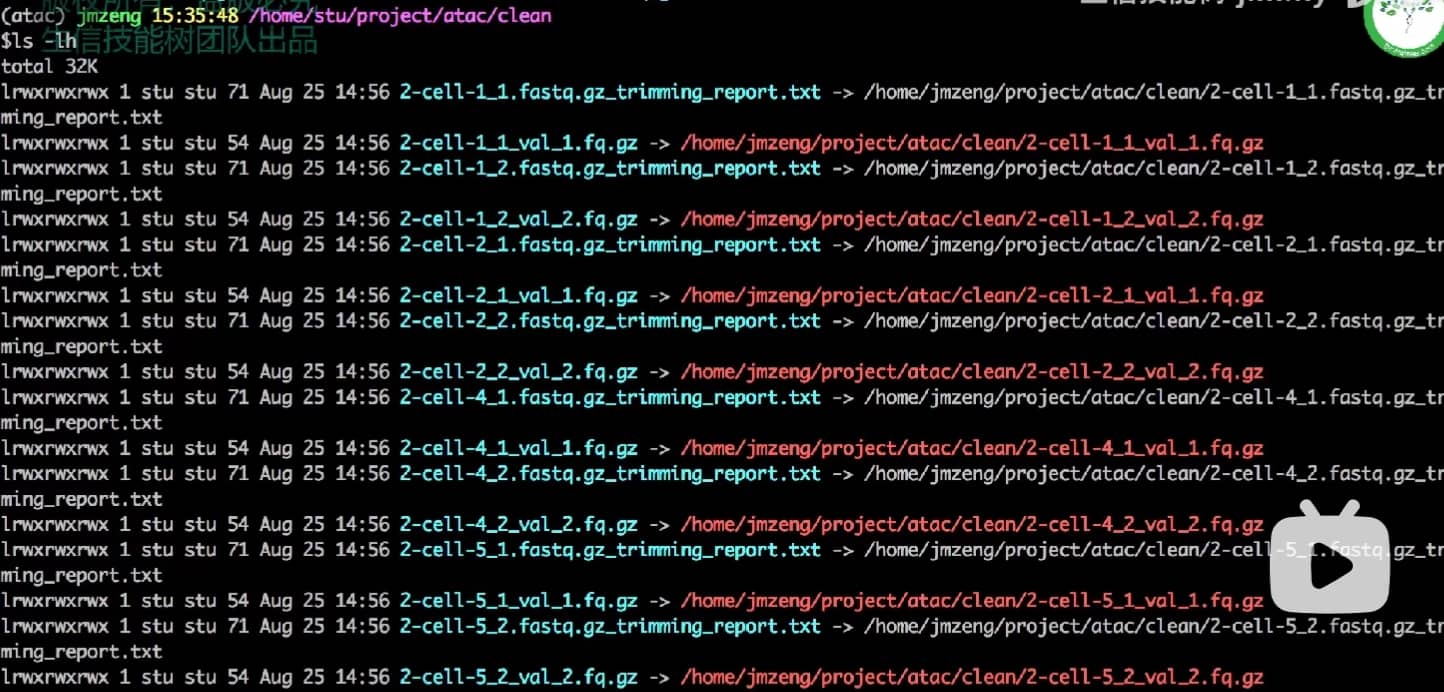 (atac) jmzeng 15:35:48 /home/stu/project/atac/clean
$ls -lh
生信技能树团队出品
total 32K
lrwxrwxrwx 1 stu stu 71 Aug 25 14:56 2-cell-1_1.fastq.gz_trimming_report.txt -> /home/jmzeng/project/atac/clean/2-cell-1_1.fastq.gz_tr
ming_report.txt
lrwxrwxrwx 1 stu stu 54 Aug 25 14:56 2-cell-1_1_val_1.fq.gz -> /home/jmzeng/project/atac/clean/2-cell-1_1_val_1.fq.gz
lrwxrwxrwx 1 stu stu 71 Aug 25 14:56 2-cell-1_2.fastq.gz_trimming_report.txt -> /home/jmzeng/project/atac/clean/2-cell-1_2.fastq.gz_tr
ming_report.txt
lrwxrwxrwx 1 stu stu 54 Aug 25 14:56 2-cell-1_2_val_2.fq.gz -> /home/jmzeng/project/atac/clean/2-cell-1_2_val_2.fq.gz
lrwxrwxrwx 1 stu stu 71 Aug 25 14:56 2-cell-2_1.fastq.gz_trimming_report.txt -> /home/jmzeng/project/atac/clean/2-cell-2_1.fastq.gz_tr
ming_report.txt
lrwxrwxrwx 1 stu stu 54 Aug 25 14:56 2-cell-2_1_val_1.fq.gz -> /home/jmzeng/project/atac/clean/2-cell-2_1_val_1.fq.gz
lrwxrwxrwx 1 stu stu 71 Aug 25 14:56 2-cell-2_2.fastq.gz_trimming_report.txt -> /home/jmzeng/project/atac/clean/2-cell-2_2.fastq.gz_tr
ming_report.txt
lrwxrwxrwx 1 stu stu 54 Aug 25 14:56 2-cell-2_2_val_2.fq.gz -> /home/jmzeng/project/atac/clean/2-cell-2_2_val_2.fq.gz
lrwxrwxrwx 1 stu stu 71 Aug 25 14:56 2-cell-4_1.fastq.gz_trimming_report.txt -> /home/jmzeng/project/atac/clean/2-cell-4_1.fastq.gz_tr
ming_report.txt
lrwxrwxrwx 1 stu stu 54 Aug 25 14:56 2-cell-4_1_val_1.fq.gz -> /home/jmzeng/project/atac/clean/2-cell-4_1_val_1.fq.gz
lrwxrwxrwx 1 stu stu 71 Aug 25 14:56 2-cell-4_2.fastq.gz_trimming_report.txt -> /home/jmzeng/project/atac/clean/2-cell-4_2.fastq.gz_tr
ming_report.txt
lrwxrwxrwx 1 stu stu 54 Aug 25 14:56 2-cell-4_2_val_2.fq.gz -> /home/jmzeng/project/atac/clean/2-cell-4_2_val_2.fq.gz
lrwxrwxrwx 1 stu stu 71 Aug 25 14:56 2-cell-5_1.fastq.gz_trimming_report.txt -> /home/jmzeng/project/atac/clean/2-cell-5_1.fastq.gz_tr
ming_report.txt
lrwxrwxrwx 1 stu stu 54 Aug 25 14:56 2-cell-5_1_val_1.fq.gz -> /home/jmzeng/project/atac/clean/2-cell-5_1_val_1.fq.gz
lrwxrwxrwx 1 stu stu 71 Aug 25 14:56 2-cell-5_2.fastq.gz_trimming_report.txt -> /home/jmzeng/project/atac/clean/2-cell-5_2.fastq.gz_tr
ming_report.txt
lrwxrwxrwx 1 stu stu 54 Aug 25 14:56 2-cell-5_2_val_2.fq.gz -> /home/jmzeng/project/atac/clean/2-cell-5_2_val_2.fq.gz